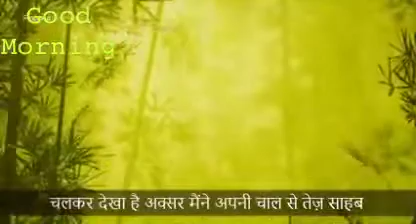 Good
Morning
चलकर देखा है अक्सर मैंने अपनी चाल से तेज़ साहब